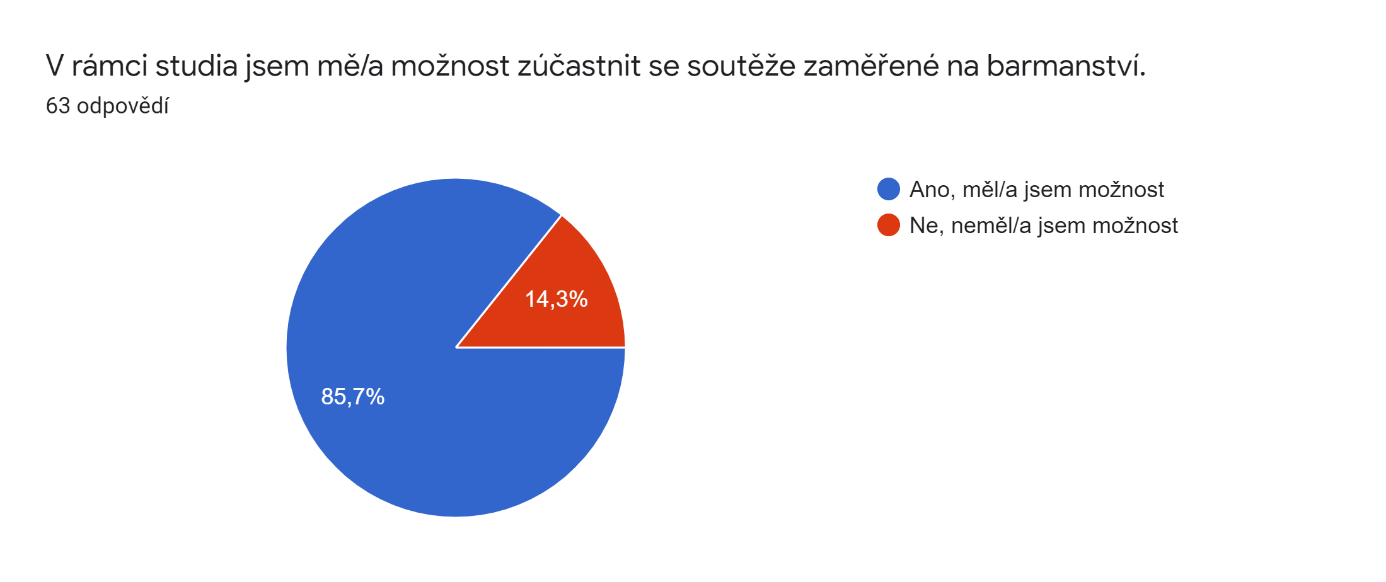 V rámci studia jsem mě/a možnost zúčastnit se soutěže zaměřené na barmanství.
63 odpovědí
Ano, měl/a jsem možnost
Ne, neměl/a jsem možnost
14,3%
85,7%